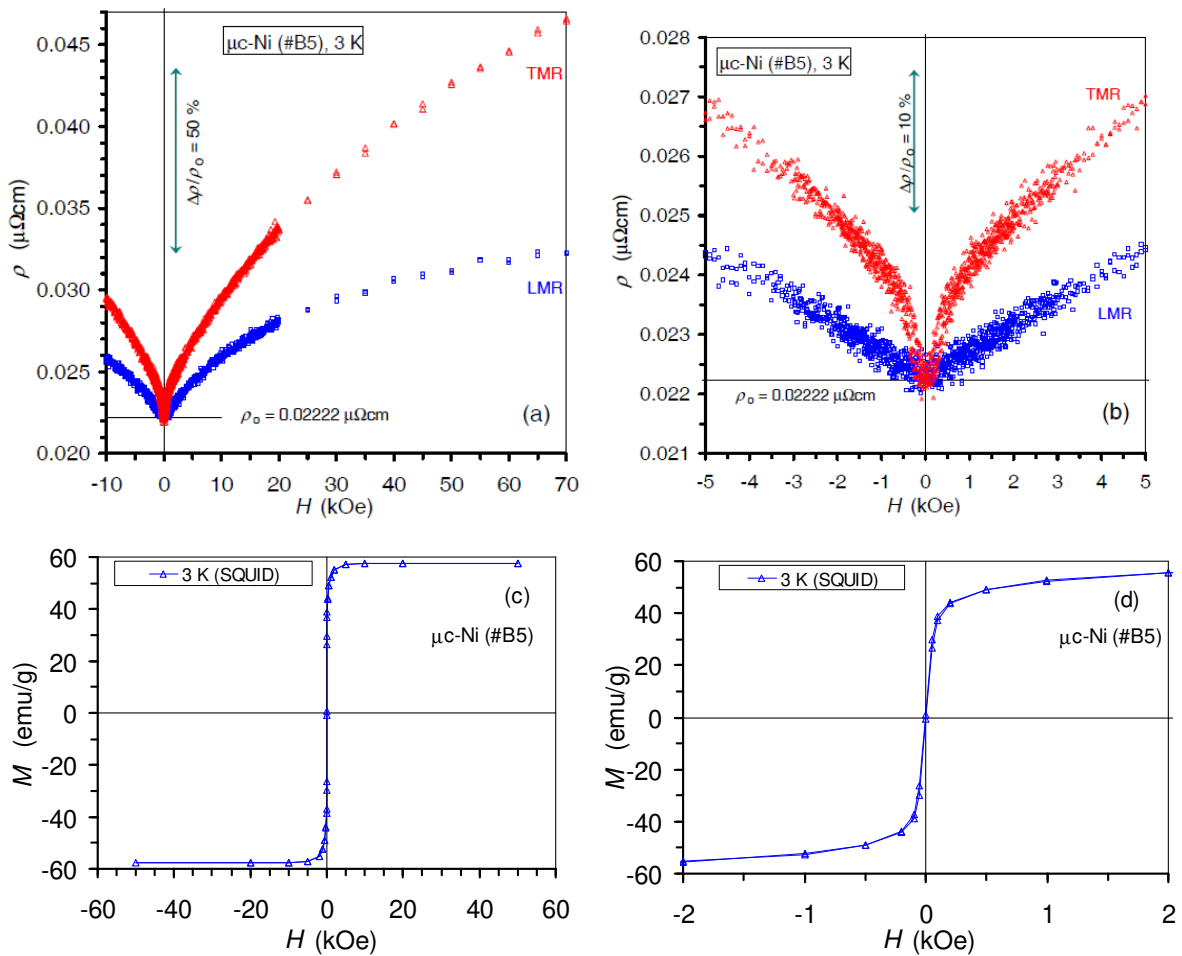 (a)
μc-Ni (#B5), 3 K
TMR
LMR
Δρ/ρo = 50 %
ρo = 0.02222 μΩcm
ρ (μΩcm)
0.045
0.040
0.035
0.030
0.025
0.020
-10 0 10 20 30 40 50 60 70
H (kOe)
(b)
μc-Ni (#B5), 3 K
TMR
LMR
Δρ/ρo = 10 %
ρo = 0.02222 μΩcm
ρ (μΩcm)
0.028
0.027
0.026
0.025
0.024
0.023
0.022
0.021
-5 -4 -3 -2 -1 0 1 2 3 4 5
H (kOe)
3 K (SQUID)
(c)
μc-Ni (#B5)
M (emu/g)
60
40
20
0
-20
-40
-60
-60 -40 -20 0 20 40 60
H (kOe)
3 K (SQUID)
(d)
μc-Ni (#B5)
M (emu/g)
60
40
20
0
-20
-40
-60
-2 -1 0 1 2
H (kOe)